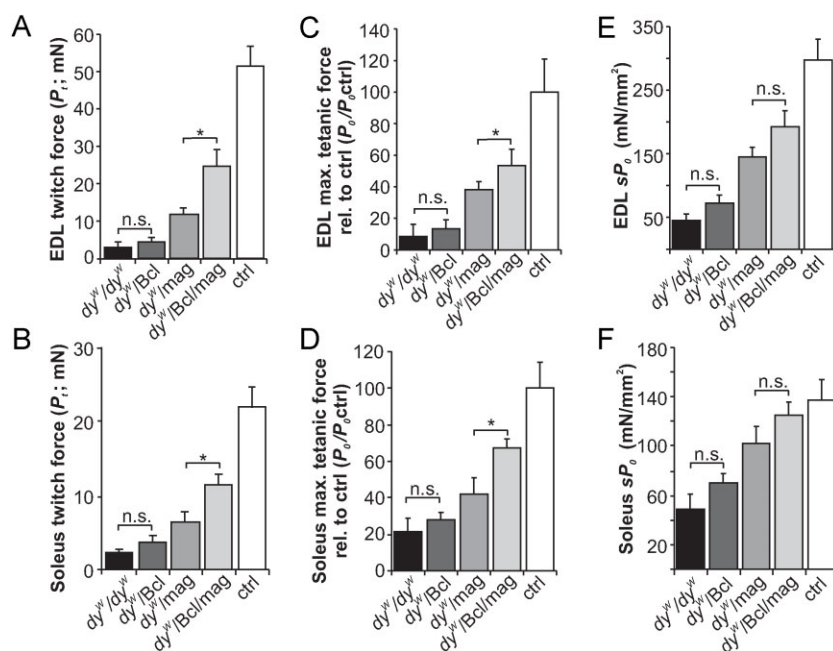 A
EDL twitch force (Pt; mN)
60
50
40
30
20
10
0
n.s.
*
dyw/dyw
dyw/Bcl
dyw/mag
dyw/Bcl/mag
ctrl
C
EDL max. tetanic force
rel. to ctrl (P0/P0ctrl)
140
120
100
80
60
40
20
0
n.s.
*
dyw/dyw
dyw/Bcl
dyw/mag
dyw/Bcl/mag
ctrl
E
EDL sP0 (mN/mm²)
350
250
150
50
n.s.
n.s.
dyw/dyw
dyw/Bcl
dyw/mag
dyw/Bcl/mag
ctrl
B
Soleus twitch force (Pt; mN)
30
20
10
0
n.s.
*
dyw/dyw
dyw/Bcl
dyw/mag
dyw/Bcl/mag
ctrl
D
Soleus max. tetanic force
rel. to ctrl (P0/P0ctrl)
120
100
80
60
40
20
0
n.s.
*
dyw/dyw
dyw/Bcl
dyw/mag
dyw/Bcl/mag
ctrl
F
Soleus sP0 (mN/mm²)
180
140
100
60
20
n.s.
n.s.
dyw/dyw
dyw/Bcl
dyw/mag
dyw/Bcl/mag
ctrl